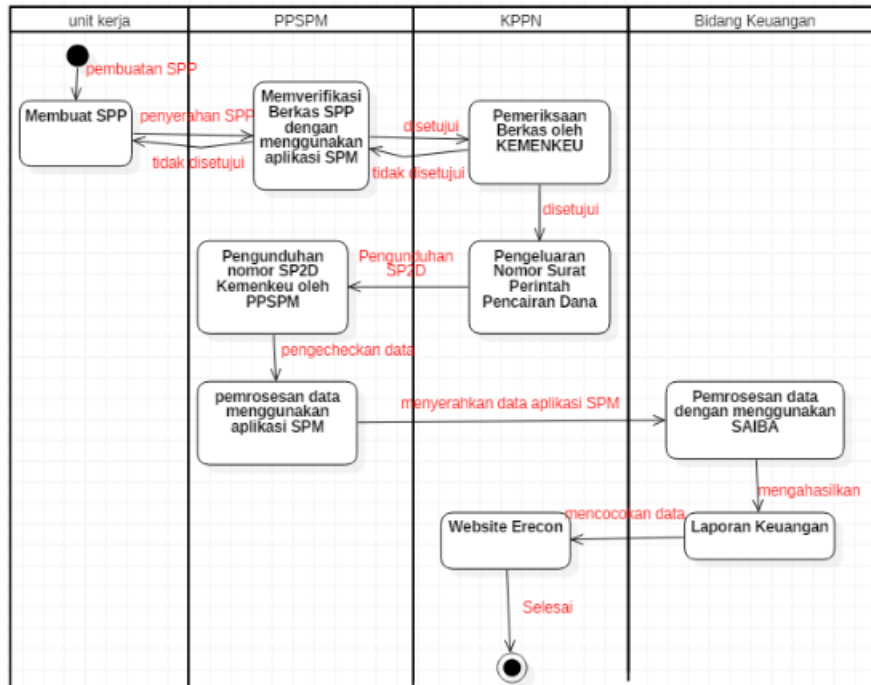 unit kerja
PPSPM
KPPN
Bidang Keuangan
pembuatan SPP
Membuat SPP
penyerahan SPP
tidak disetujui
Memverifikasi
Berkas SPP
dengan
menggunakan
aplikasi SPM
disetujui
tidak disetujui
Pemeriksaan
Berkas oleh
KEMENKEU
disetujui
Pengeluaran
Nomor Surat
Perintah
Pencairan Dana
Pengunduhan
SP2D
Pengunduhan
nomor SP2D
Kemenkeu oleh
PPSPM
pengecheckan data
pemrosesan data
menggunakan
aplikasi SPM
menyerahkan data aplikasi SPM
Pemrosesan data
dengan menggunakan
SAIBA
mengahasilkan
Laporan Keuangan
mencocokan data
Website Erecon
Selesai